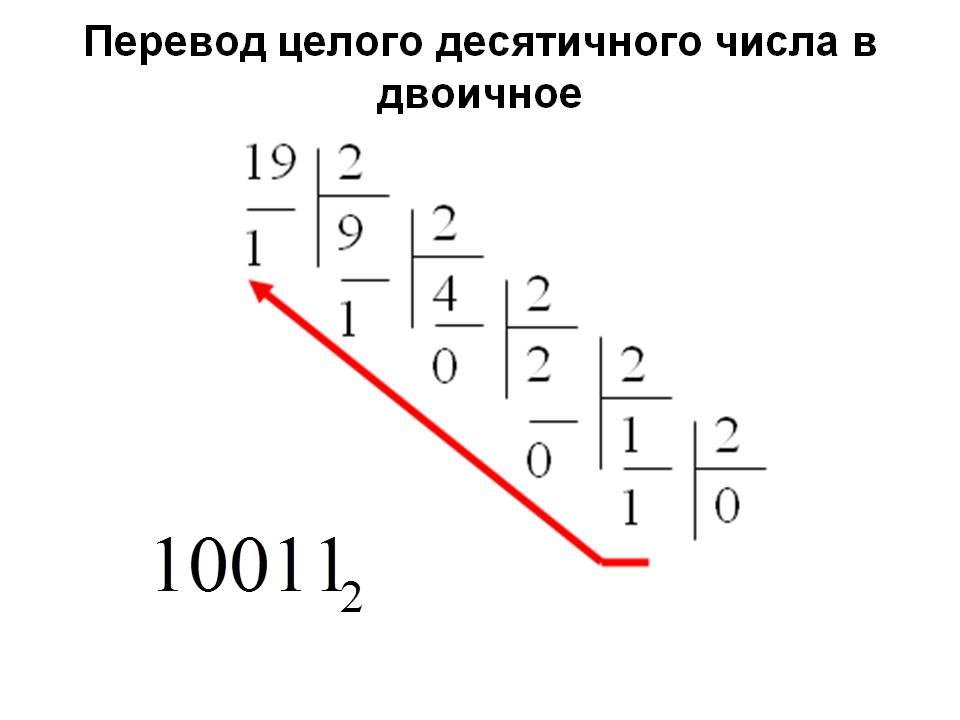 Перевод целого десятичного числа в
двоичное
19 2
1 9 2
1 4 2
0 2 2
0 1 2
1 0
10011₂